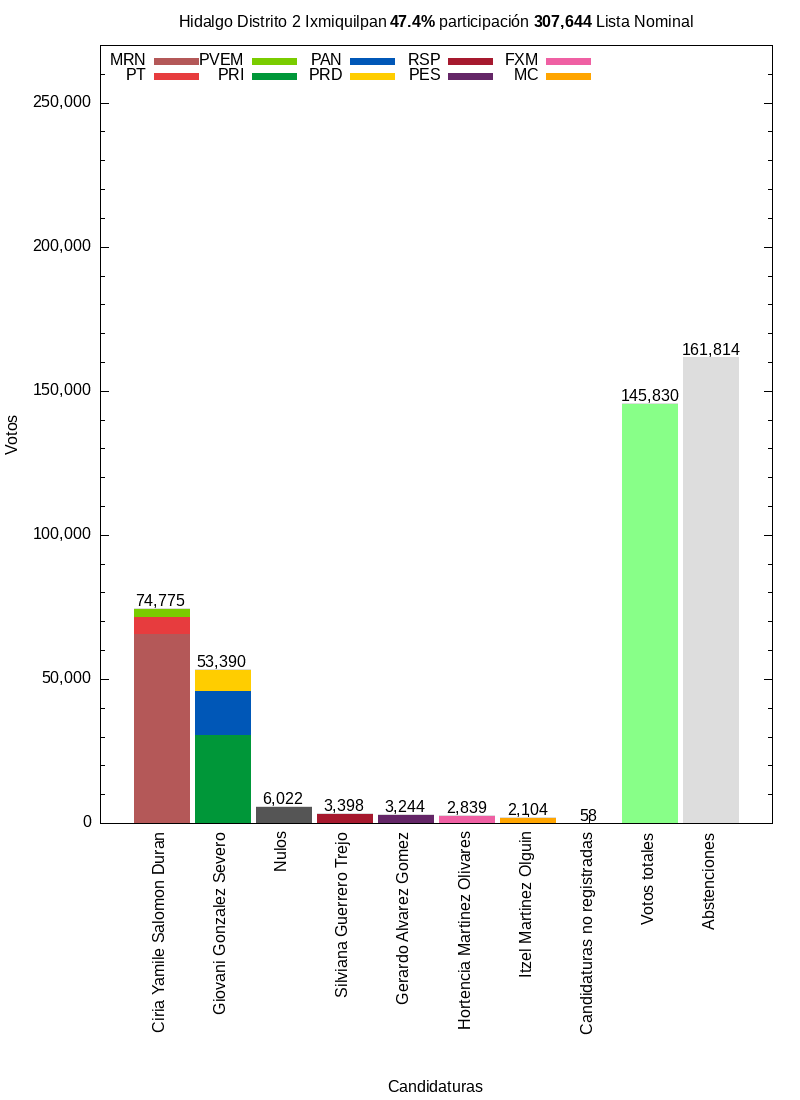 Hidalgo Distrito 2 Ixmiquilpan 47.4% participación 307,644 Lista Nominal
MRN PVEM PAN RSP FXM
PT PRI PRD PES MC
250,000
200,000
150,000
100,000
50,000
0
Votos
74,775
53,390
6,022
3,398
3,244
2,839
2,104
58
145,830
161,814
Ciria Yamile Salomon Duran
Giovani Gonzalez Severo
Nulos
Silviana Guerrero Trejo
Gerardo Alvarez Gomez
Hortencia Martinez Olivares
Itzel Martinez Olguin
Candidaturas no registradas
Votos totales
Abstenciones
Candidaturas